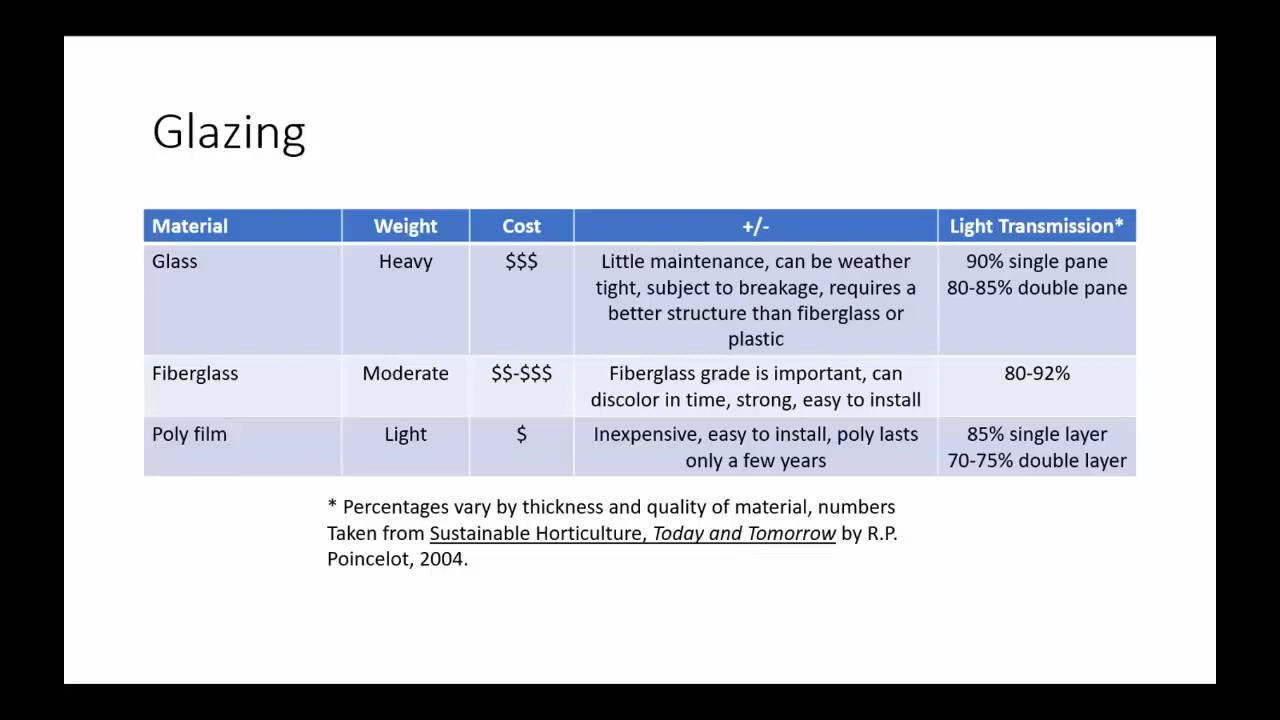 Glazing
Material Weight Cost +/- Light Transmission*
Glass Heavy $$$ Little maintenance, can be weather 90% single pane
tight, subject to breakage, requires a 80-85% double pane
better structure than fiberglass or
plastic
Fiberglass Moderate $$-$$$ Fiberglass grade is important, can 80-92%
discolor in time, strong, easy to install
Poly film Light $ Inexpensive, easy to install, poly lasts 85% single layer
only a few years 70-75% double layer
* Percentages vary by thickness and quality of material, numbers
Taken from Sustainable Horticulture, Today and Tomorrow by R.P.
Poincelot, 2004.